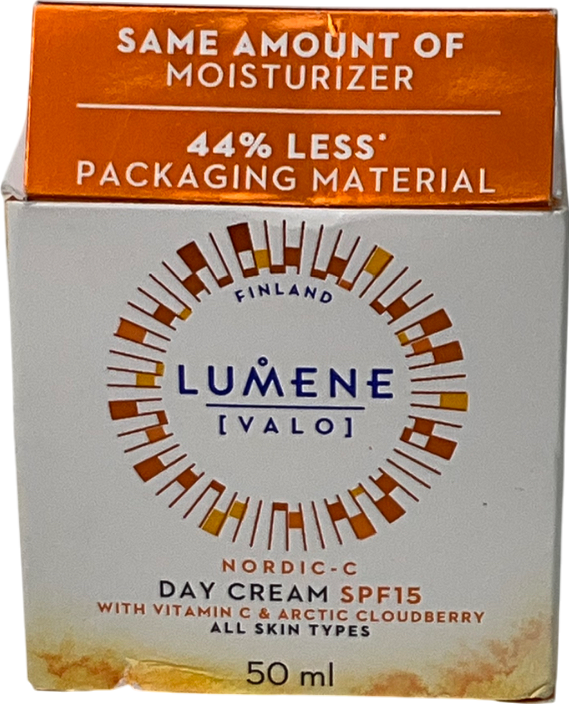 SAME AMOUNT OF
MOISTURIZER
44% LESS*
PACKAGING MATERIAL
FINLAND
LUMENE
[VALO]
NORDIC-C
DAY CREAM SPF15
WITH VITAMIN C & ARCTIC CLOUDBERRY
ALL SKIN TYPES
50 ml